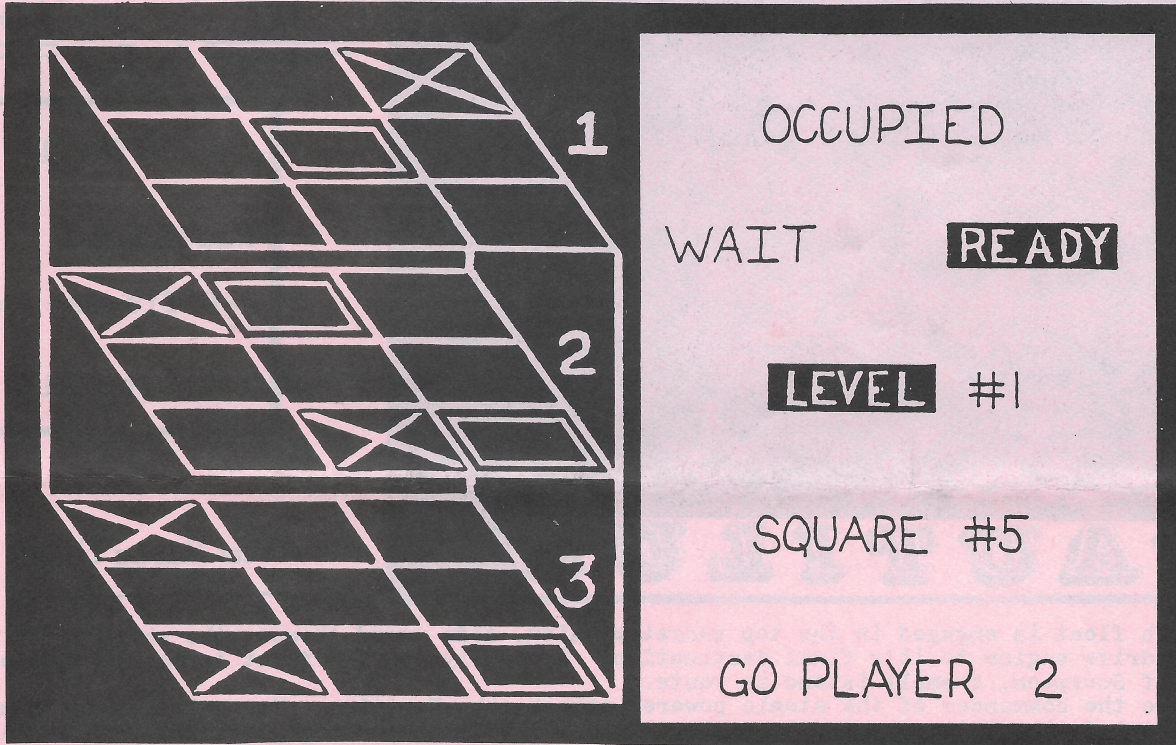 1
2
3
OCCUPIED
WAIT READY
LEVEL #1
SQUARE #5
GO PLAYER 2